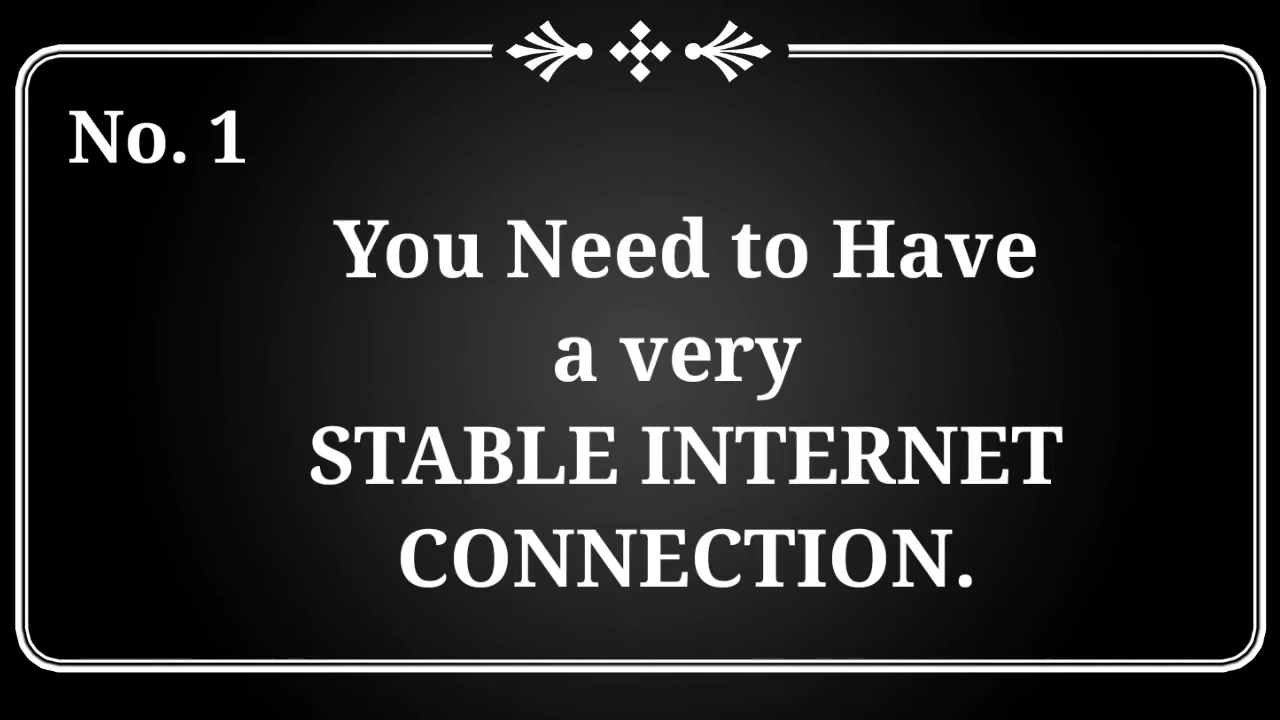 No. 1
You Need to Have
a very
STABLE INTERNET
CONNECTION.